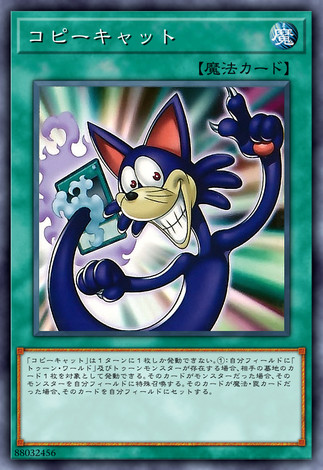 コピーキャット
魔
【魔法カード】
「コピーキャット」は１ターンに１枚しか発動できない。①：自分フィールドに「
トゥーン・ワールド」及びトゥーンモンスターが存在する場合、相手の墓地のカ
ード１枚を対象として発動できる。そのカードがモンスターだった場合、そのモ
ンスターを自分フィールドに特殊召喚する。そのカードが魔法・罠カードだ
った場合、そのカードを自分フィールドにセットする。
88032456